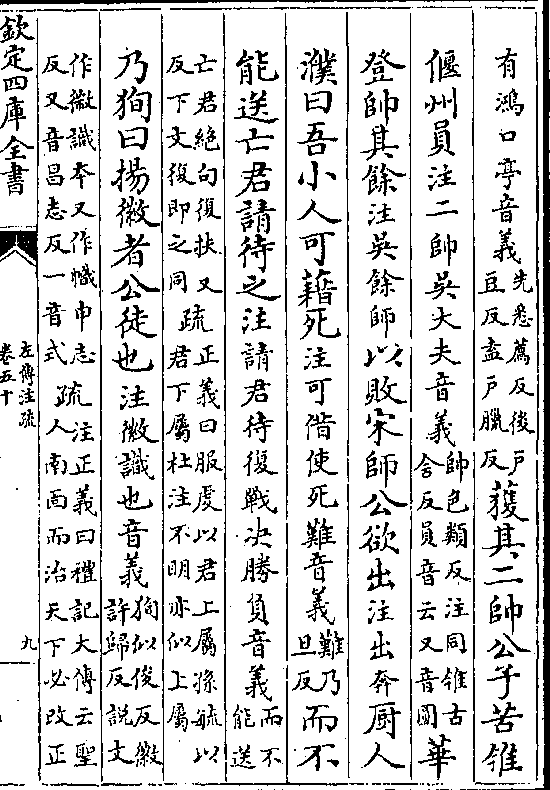 有鴻口亭音義先悉薦反後戶豆反盍戶臘反獲其二帥公子苦雂
偃州員注二帥吳大夫音義帥色類反注同雂古含反員音云又音圓華
登帥其餘注吳餘師以敗宋師公欲出注出奔厨人
濮曰吾小人可藉死注可借使死難音義難乃旦反而不
能送亡君請待之注請君待復戰决勝負音義而不能送
亡君絶句復扶又反下文復即之同疏正義曰服虔以君上屬孫毓以君下屬杜注不明亦似上屬
乃徇曰揚徽者公徒也注徽識也音義徇似俊反徽許歸反説文
作微識本又作幟申志反又音昌志反一音式疏注正義曰禮記大傳云聖人南面而治天下必改正
欽定四庫全書
左傳注疏
卷五十
九